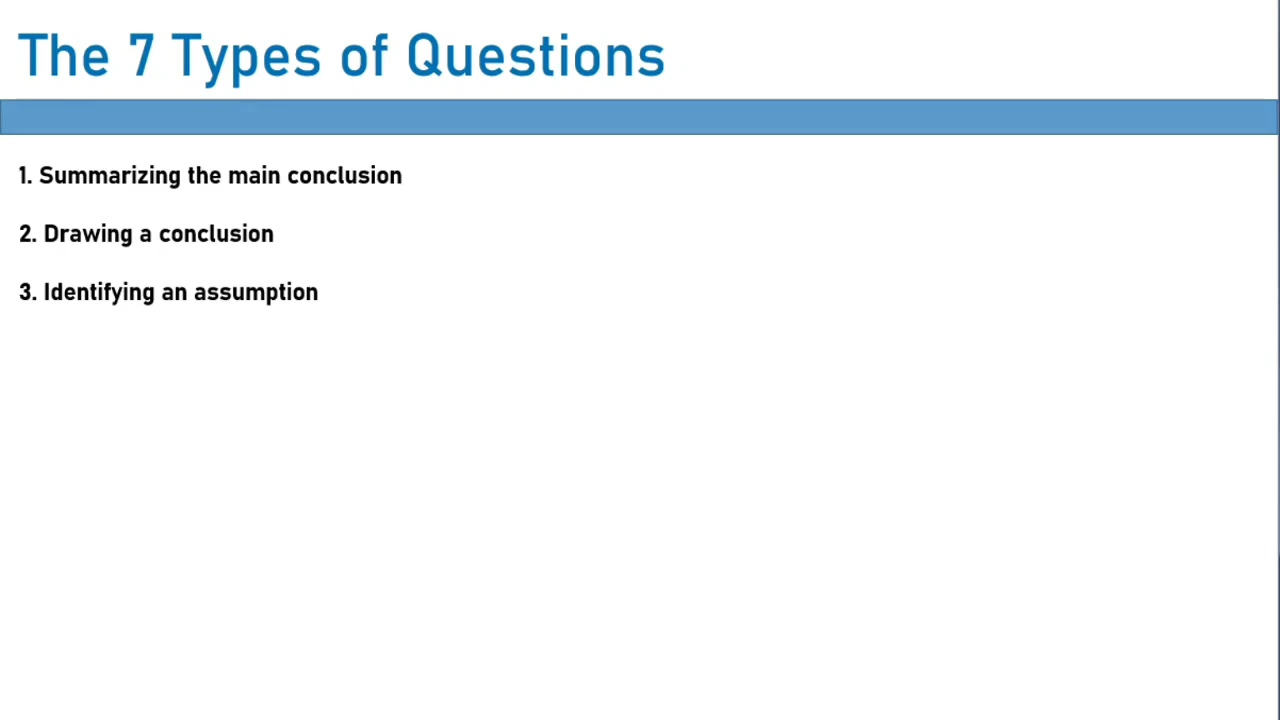 The 7 Types of Questions
1. Summarizing the main conclusion
2. Drawing a conclusion
3. Identifying an assumption